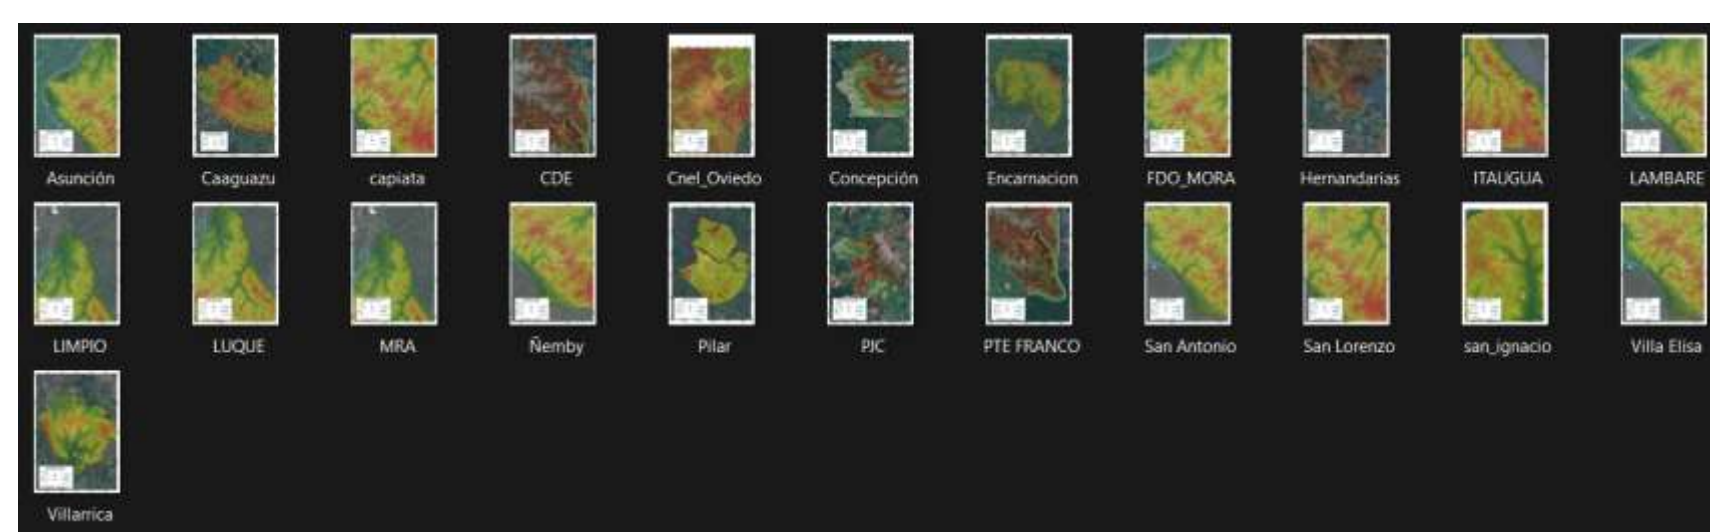 Asunción Caaguazu capiata CDE Cnel_Oviedo Concepción Encarnacion FDO_MORA Hernandarias ITAUGUA LAMBARE
LIMPIO LUQUE MRA Ñemby Pilar PJC PTE FRANCO San Antonio San Lorenzo san_ignacio Villa Elisa
Villarrica